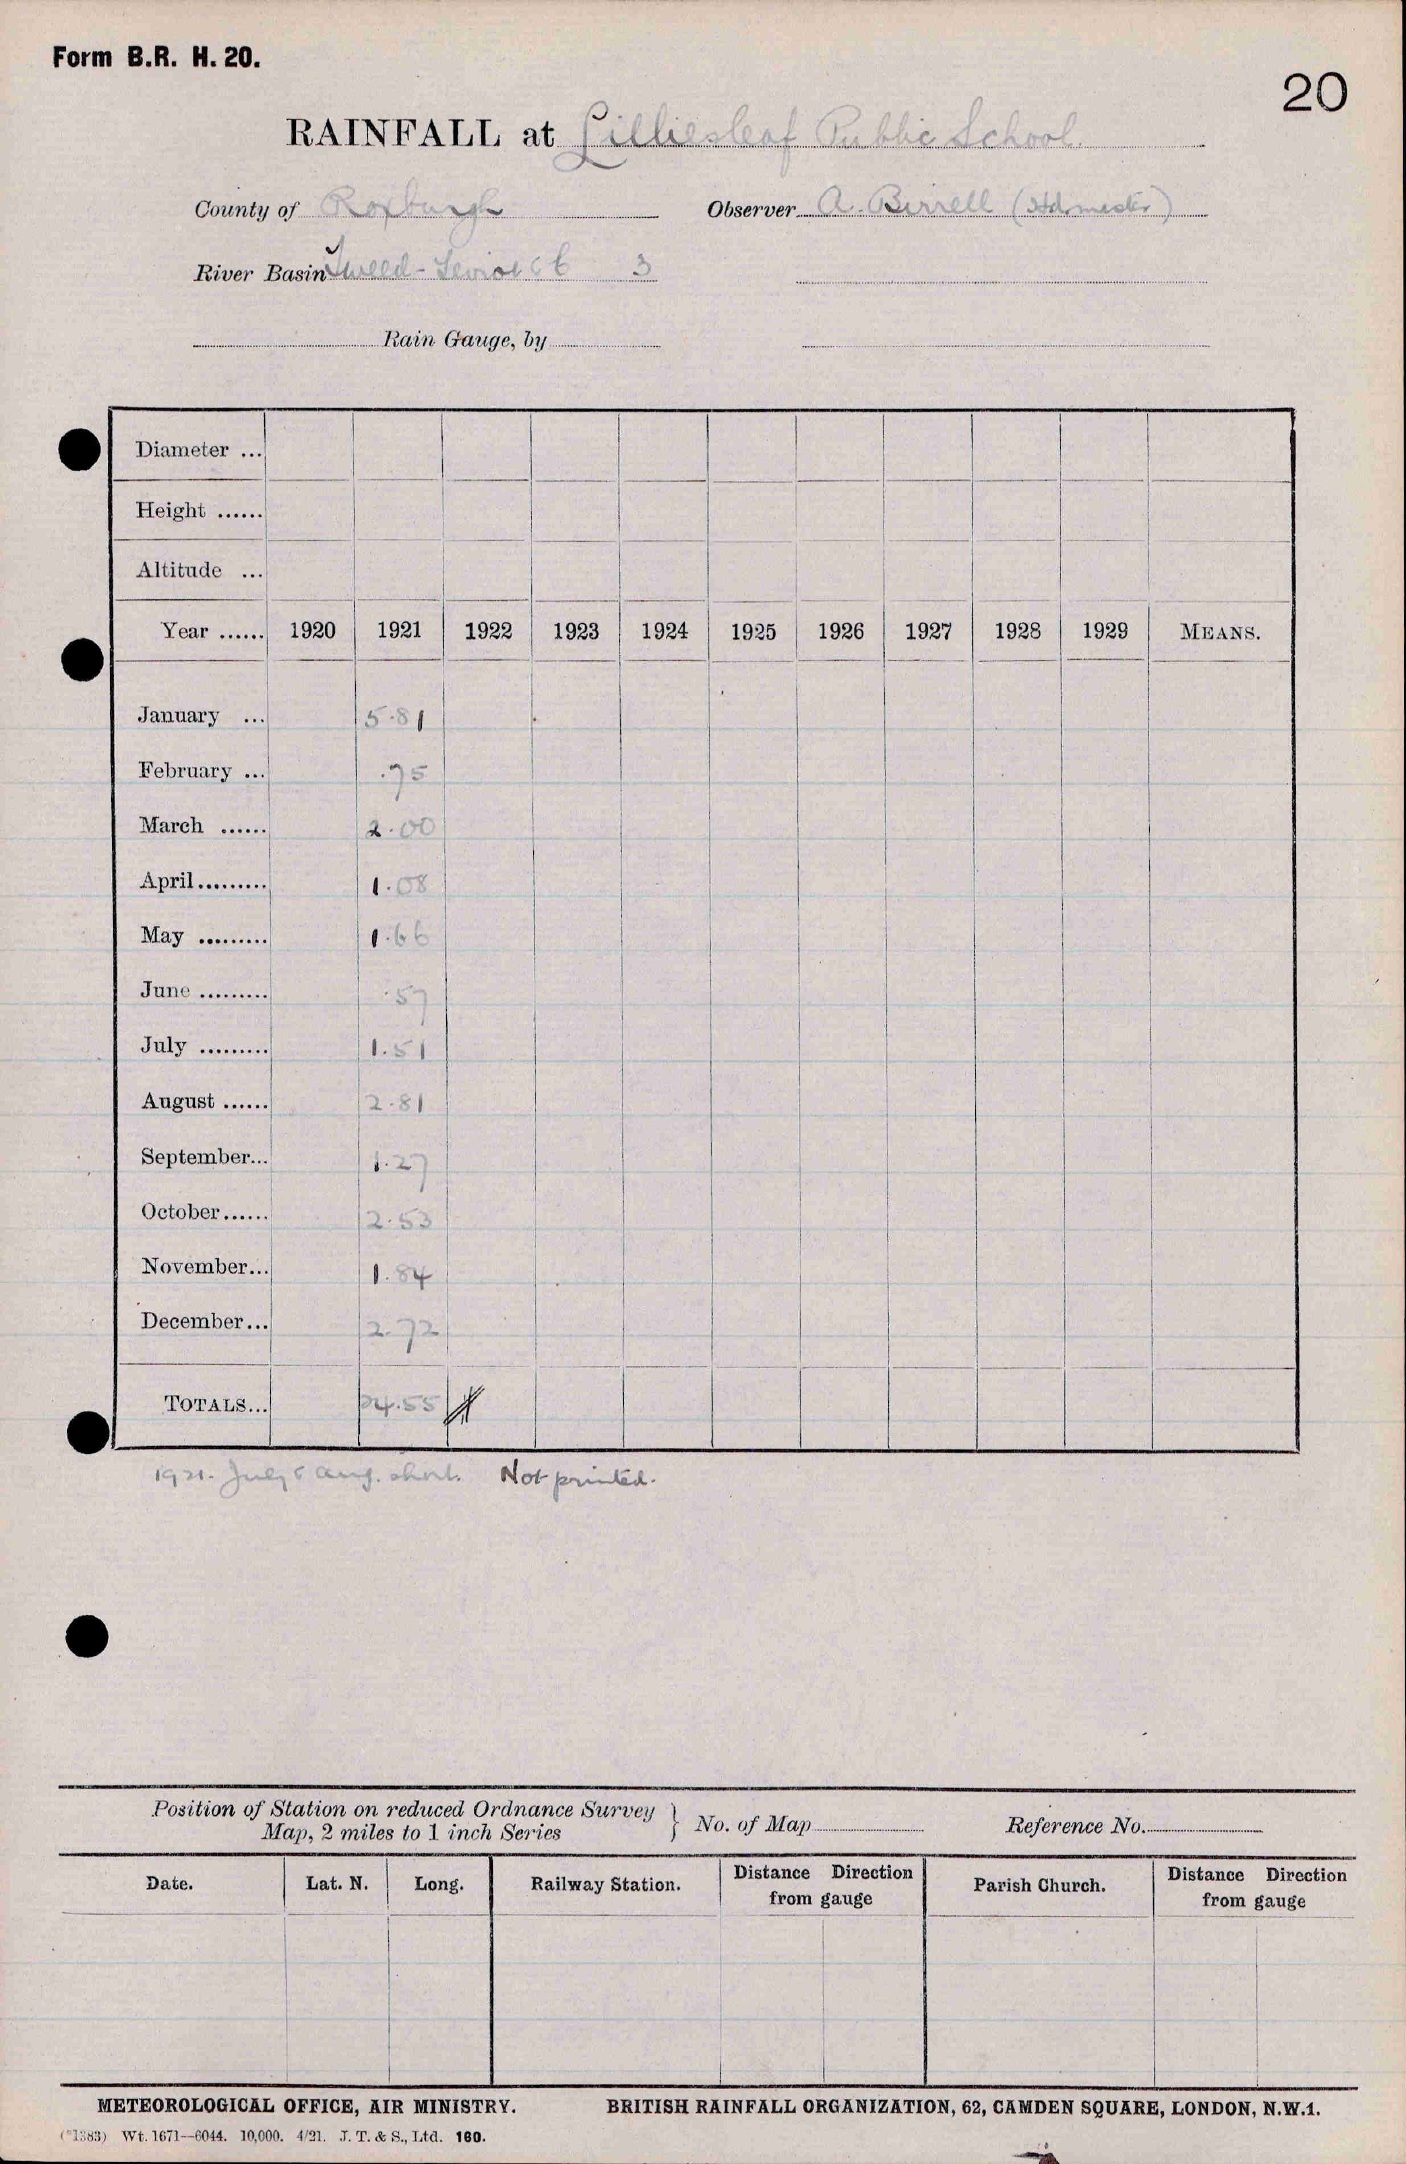 Form B.R. H. 20.
20
RAINFALL at Lilliesleaf Public School.
County of Roxburgh Observer A. Birrell (Hdmaster)
River Basin Tweed - Teviot 3
Rain Gauge, by
Diameter ...
Height ......
Altitude ...
Year ...... 1920 1921 1922 1923 1924 1925 1926 1927 1928 1929 MEANS.
January ... 5.81
February ... .75
March ...... 2.00
April ......... 1.08
May ......... 1.66
June ......... .57
July ......... 1.51
August ...... 2.81
September... 1.27
October...... 2.53
November... 1.84
December... 2.72
TOTALS... 24.55
1921. July & Aug. short. Not printed.
Position of Station on reduced Ordnance Survey
Map, 2 miles to 1 inch Series } No. of Map Reference No.
Date. Lat. N. Long. Railway Station. Distance Direction from gauge Parish Church. Distance Direction from gauge
METEOROLOGICAL OFFICE, AIR MINISTRY. BRITISH RAINFALL ORGANIZATION, 62, CAMDEN SQUARE, LONDON, N.W.1.
(*1383) Wt. 1671—6044. 10,000. 4/21. J. T. & S., Ltd. 160.